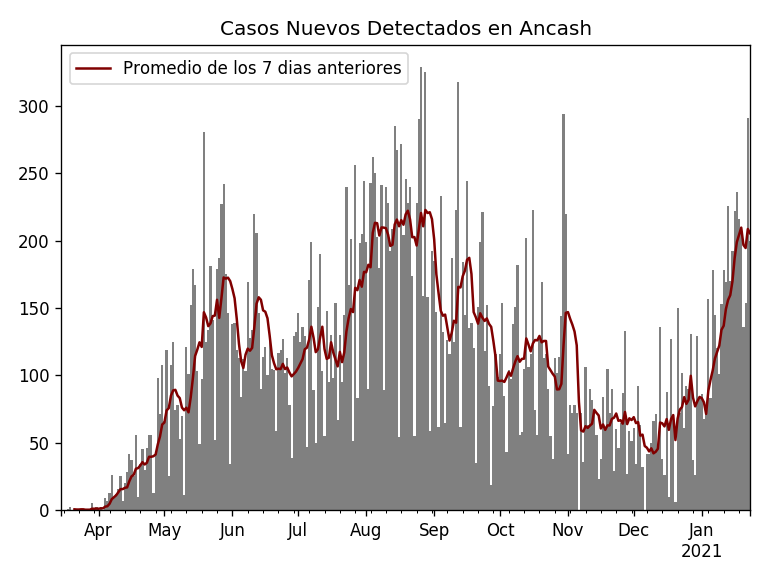 Casos Nuevos Detectados en Ancash
Promedio de los 7 dias anteriores
300
250
200
150
100
50
0
Apr May Jun Jul Aug Sep Oct Nov Dec Jan
2021